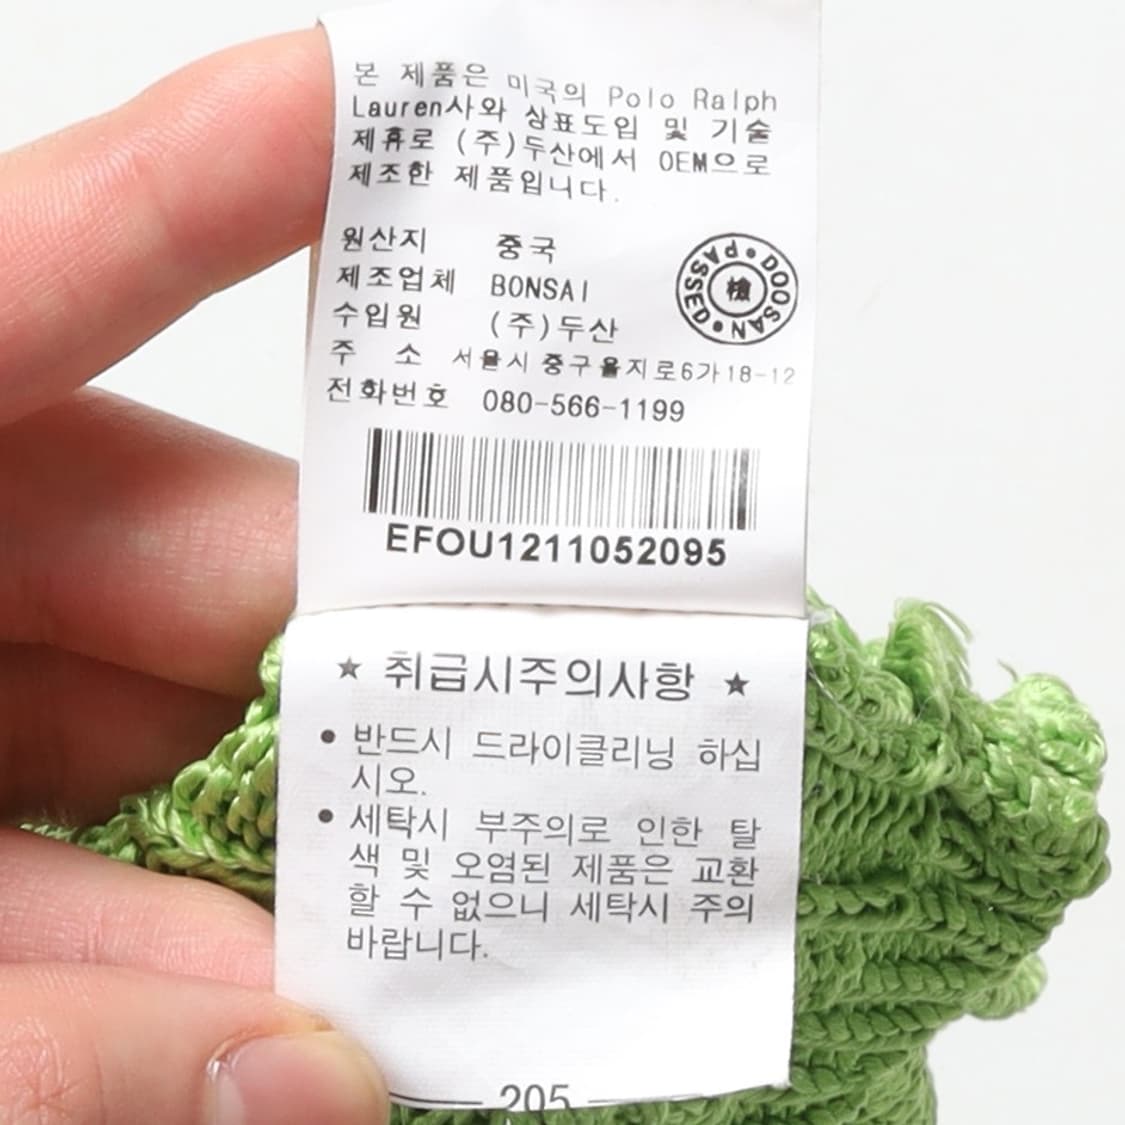 본 제품은 미국의 Polo Ralph
Lauren사와 상표도입 및 기술
제휴로 (주)두산에서 OEM으로
제조한 제품입니다.
원산지 중국
제조업체 BONSAI
수입원 (주)두산
주 소 서울시 중구 을지로6가 18-12
전화번호 080-566-1199
DOOSAN PASSED
檢
EFOU1211052095
★ 취급시주의사항 ★
● 반드시 드라이클리닝 하십
시오.
● 세탁시 부주의로 인한 탈
색 및 오염된 제품은 교환
할 수 없으니 세탁시 주의
바랍니다.
205